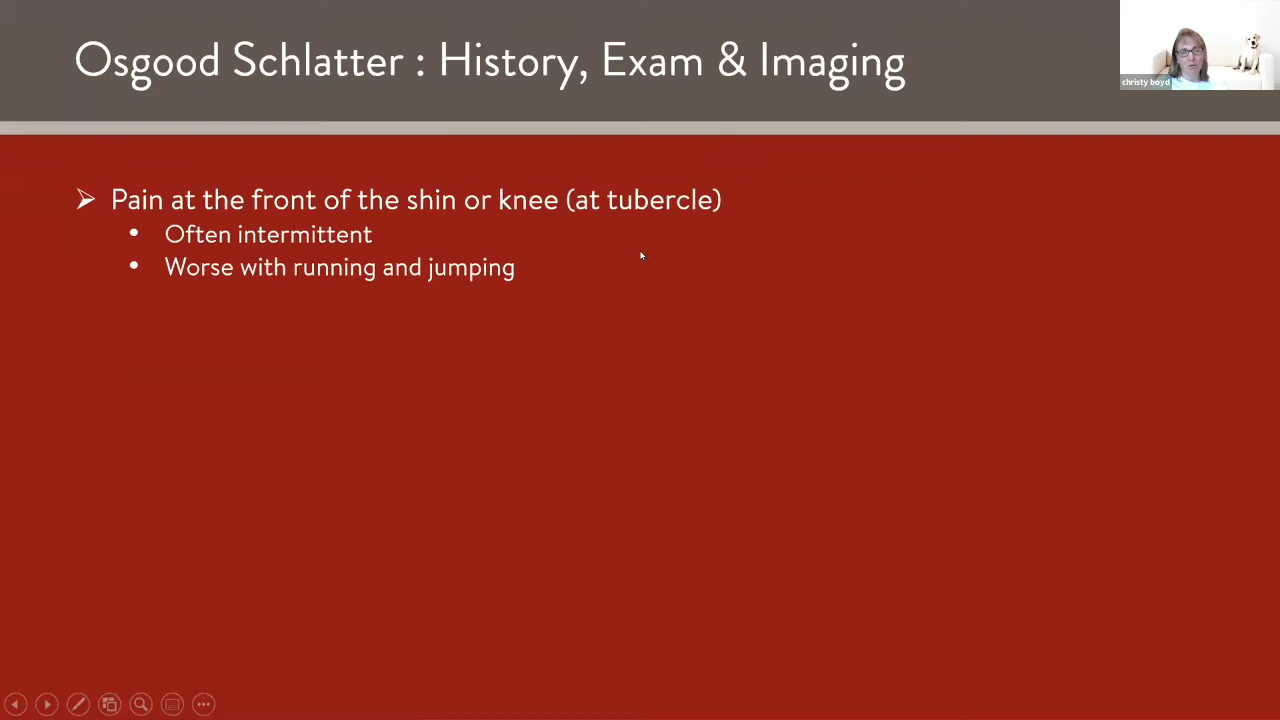 Osgood Schlatter : History, Exam & Imaging
christy boyd
Pain at the front of the shin or knee (at tubercle)
Often intermittent
Worse with running and jumping